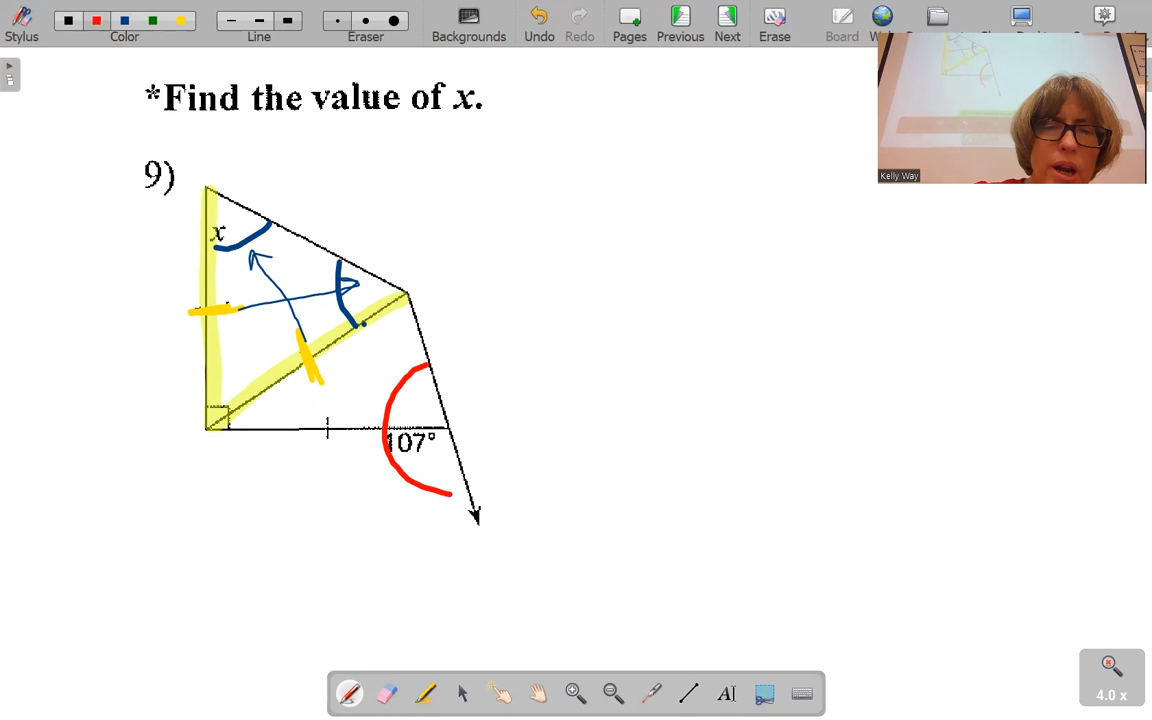 Stylus Color Line Eraser Backgrounds Undo Redo Pages Previous Next Erase Board
*Find the value of x.
Kelly Way
9)
x
107°
4.0 x